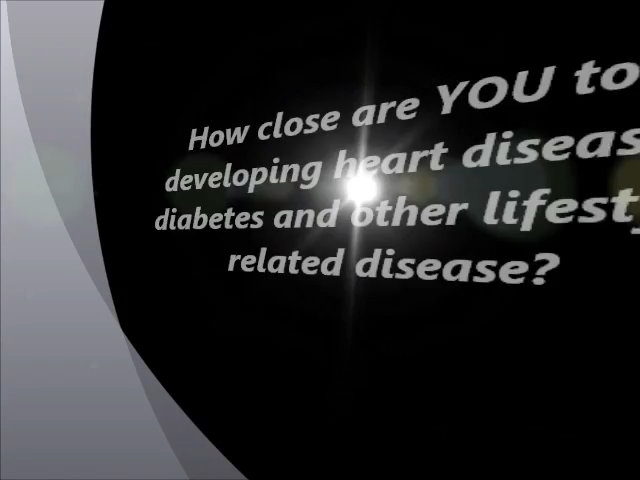 How close are YOU to
developing heart diseas
diabetes and other lifest
related disease?